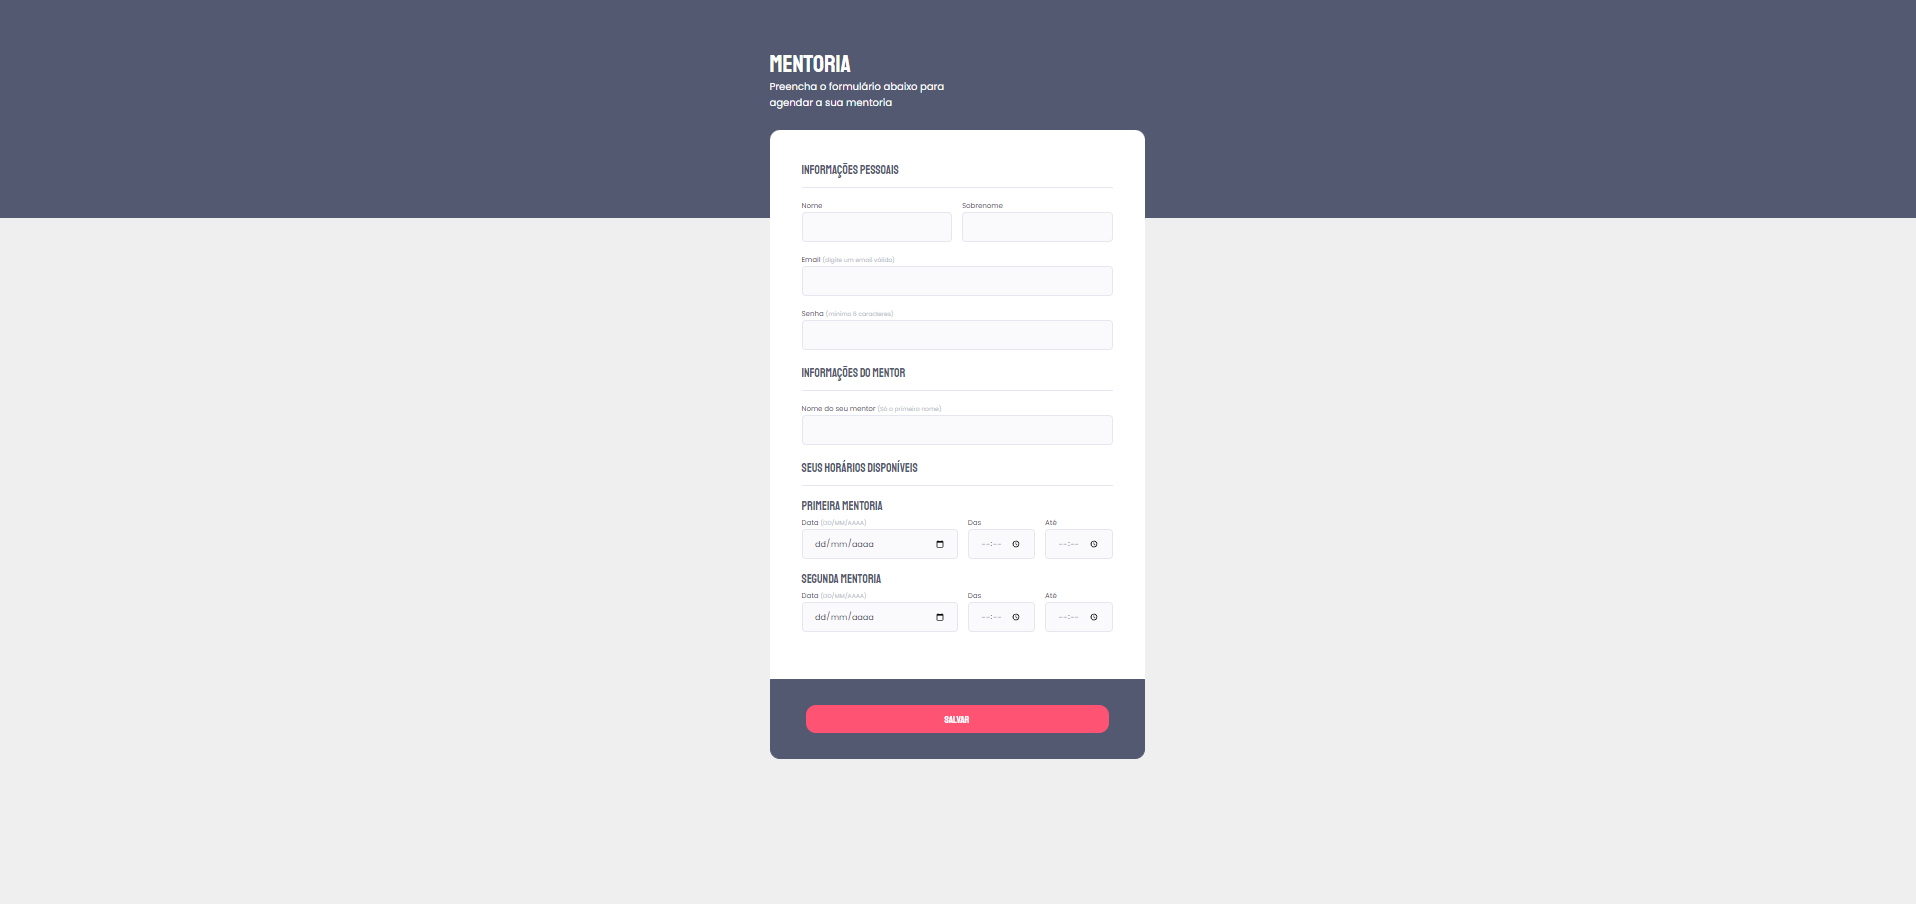 MENTORIA
Preencha o formulário abaixo para
agendar a sua mentoria
INFORMAÇÕES PESSOAIS
Nome Sobrenome
Email (digite um email válido)
Senha (mínimo 6 caracteres)
INFORMAÇÕES DO MENTOR
Nome do seu mentor (Só o primeiro nome)
SEUS HORÁRIOS DISPONÍVEIS
PRIMEIRA MENTORIA
Data (DD/MM/AAAA) Das Até
dd/mm/aaaa --:-- --:--
SEGUNDA MENTORIA
Data (DD/MM/AAAA) Das Até
dd/mm/aaaa --:-- --:--
SALVAR